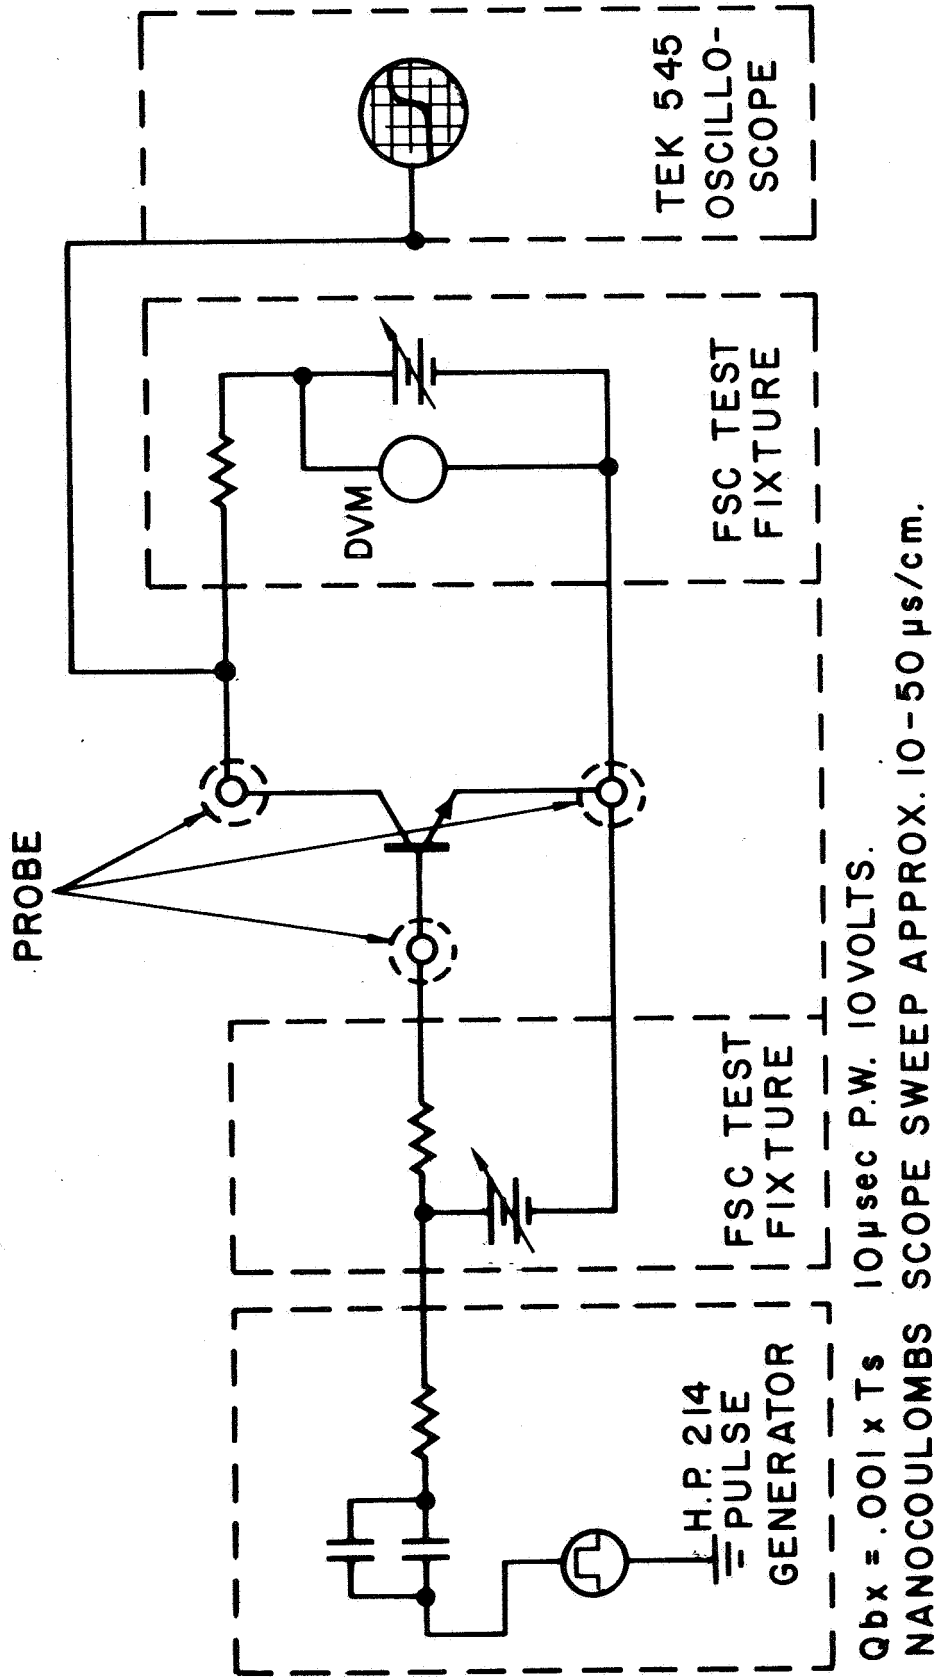 PROBE
DVM
H.P. 214
PULSE
GENERATOR
FSC TEST
FIXTURE
FSC TEST
FIXTURE
TEK 545
OSCILLO-
SCOPE
Qbx = .001 x Ts 10µsec P.W. 10VOLTS.
NANOCOULOMBS SCOPE SWEEP APPROX. 10-50 µs/cm.